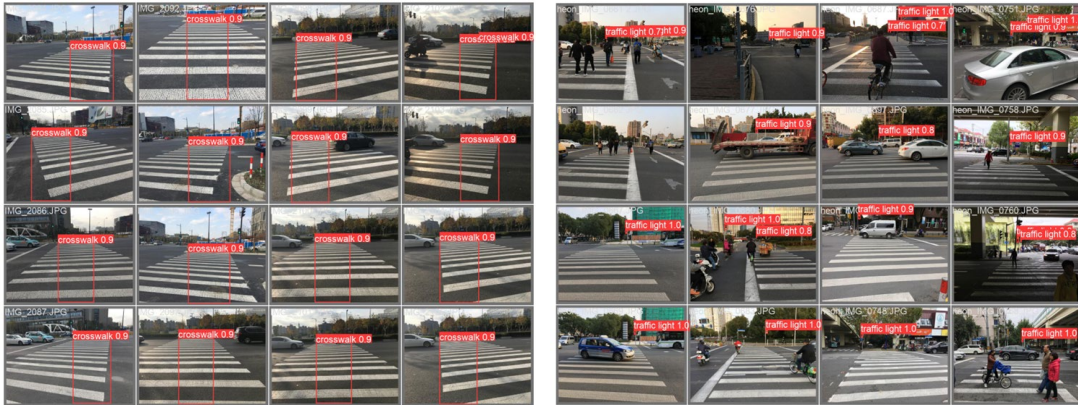 IMG_2092.JPG
crosswalk 0.9
crosswalk 0.9
crosswalk 0.9
crosswalk 0.9
crosswalk 0.9
crosswalk 0.9
crosswalk 0.9
crosswalk 0.9
IMG_2086.JPG
crosswalk 0.9
crosswalk 0.9
crosswalk 0.9
crosswalk 0.9
IMG_2087.JPG
crosswalk 0.9
crosswalk 0.9
crosswalk 0.9
crosswalk 0.9
heon_IMG_0751.JPG
traffic light 0.7
traffic light 0.9
traffic light 1.0
traffic light 0.7
traffic light 1.0
heon_IMG_0758.JPG
traffic light 0.9
traffic light 0.8
traffic light 0.9
JPG
heon_IMG_0760.JPG
traffic light 1.0
traffic light 1.0
traffic light 0.8
traffic light 0.9
traffic light 0.8
JPG
heon_IMG_0748.JPG
traffic light 1.0
traffic light 1.0
traffic light 1.0
traffic light 1.0